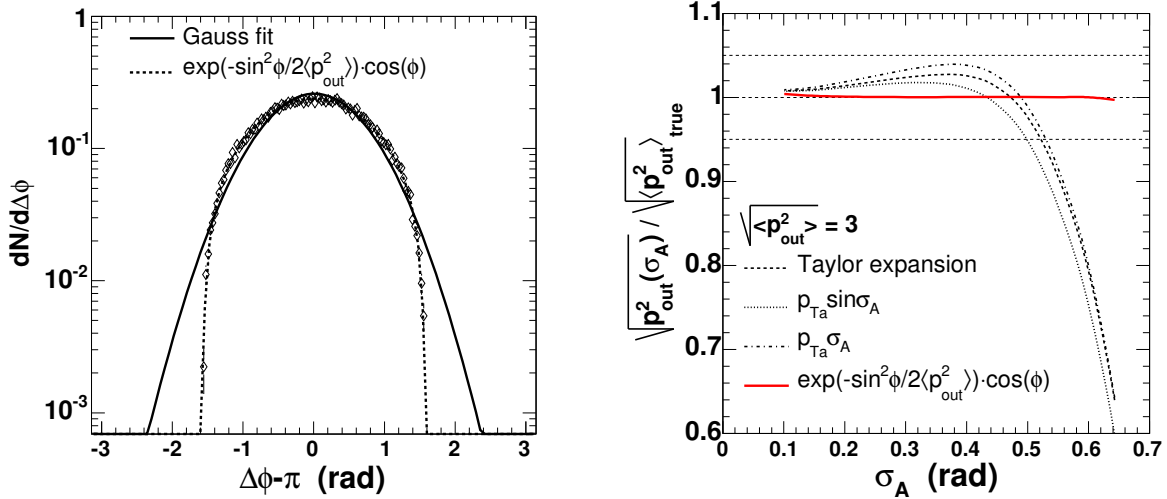 1
10⁻¹
10⁻²
10⁻³
dN/dΔϕ
Gauss fit
exp(-sin²ϕ/2⟨p²out⟩)·cos(ϕ)
-3 -2 -1 0 1 2 3
Δϕ-π (rad)
1.1
1
0.9
0.8
0.7
0.6
√p²out(σA) / √⟨p²out⟩true
√<p²out> = 3
Taylor expansion
pTa sinσA
pTa σA
exp(-sin²ϕ/2⟨p²out⟩)·cos(ϕ)
0 0.1 0.2 0.3 0.4 0.5 0.6 0.7
σA (rad)